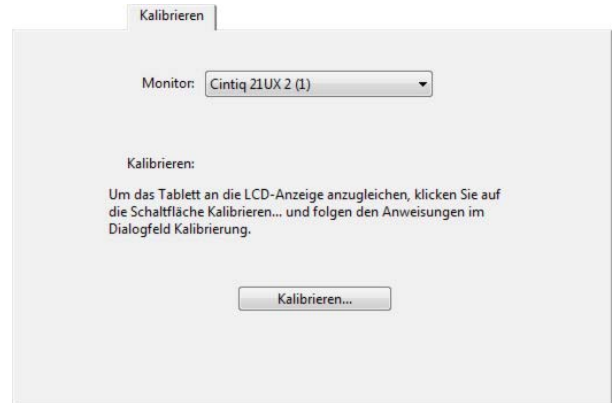 Kalibrieren
Monitor: Cintiq 21UX 2 (1)
Kalibrieren:
Um das Tablett an die LCD-Anzeige anzugleichen, klicken Sie auf
die Schaltfläche Kalibrieren... und folgen den Anweisungen im
Dialogfeld Kalibrierung.
Kalibrieren...